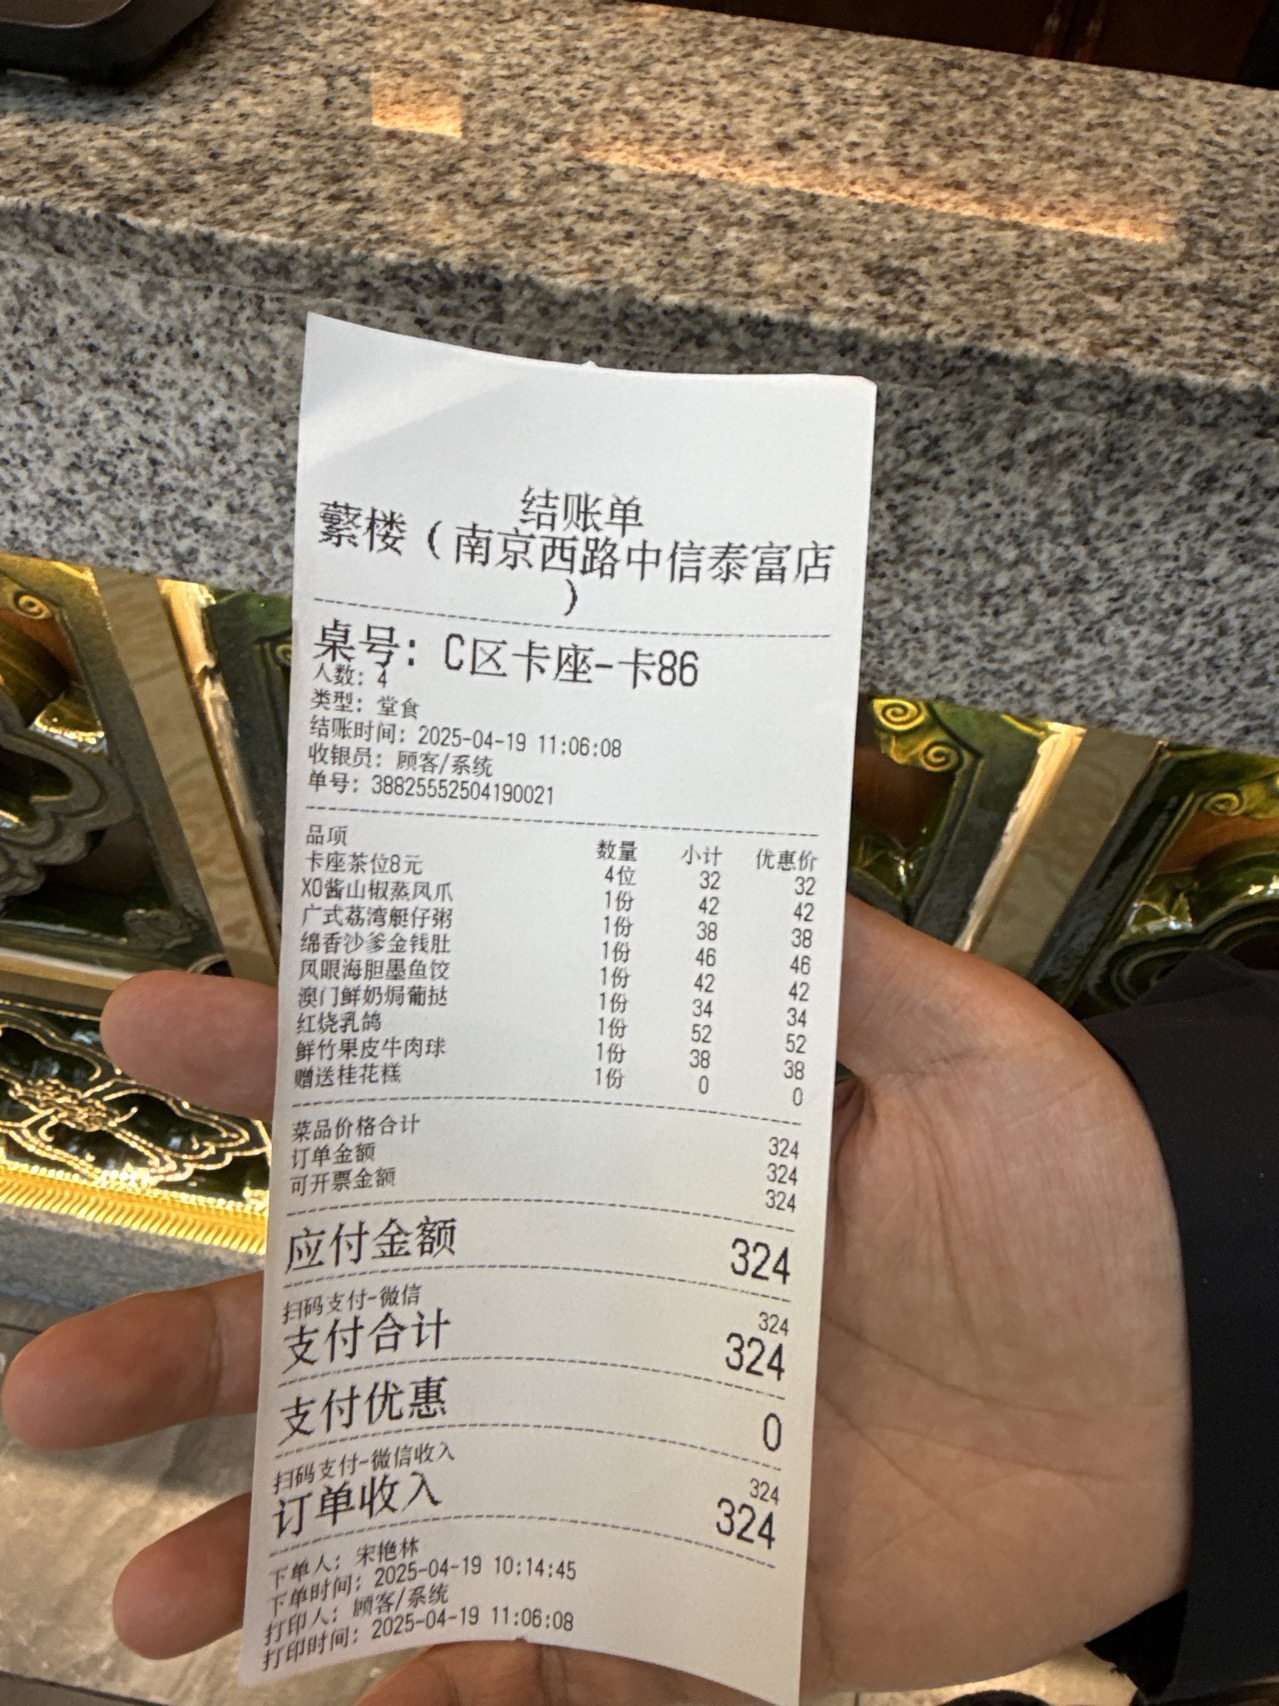 结账单
蘩楼（南京西路中信泰富店
）
桌号：C区卡座-卡86
人数：4
类型：堂食
结账时间：2025-04-19 11:06:08
收银员：顾客/系统
单号：38825552504190021
品项 数量 小计 优惠价
卡座茶位8元 4位 32 32
XO酱山椒蒸凤爪 1份 42 42
广式荔湾艇仔粥 1份 38 38
绵香沙爹金钱肚 1份 46 46
凤眼海胆墨鱼饺 1份 42 42
澳门鲜奶焗葡挞 1份 34 34
红烧乳鸽 1份 52 52
鲜竹果皮牛肉球 1份 38 38
赠送桂花糕 1份 0 0
菜品价格合计 324
订单金额 324
可开票金额 324
应付金额 324
扫码支付-微信 324
支付合计 324
支付优惠 0
扫码支付-微信收入 324
订单收入 324
下单人：宋艳林
下单时间：2025-04-19 10:14:45
打印人：顾客/系统
打印时间：2025-04-19 11:06:08